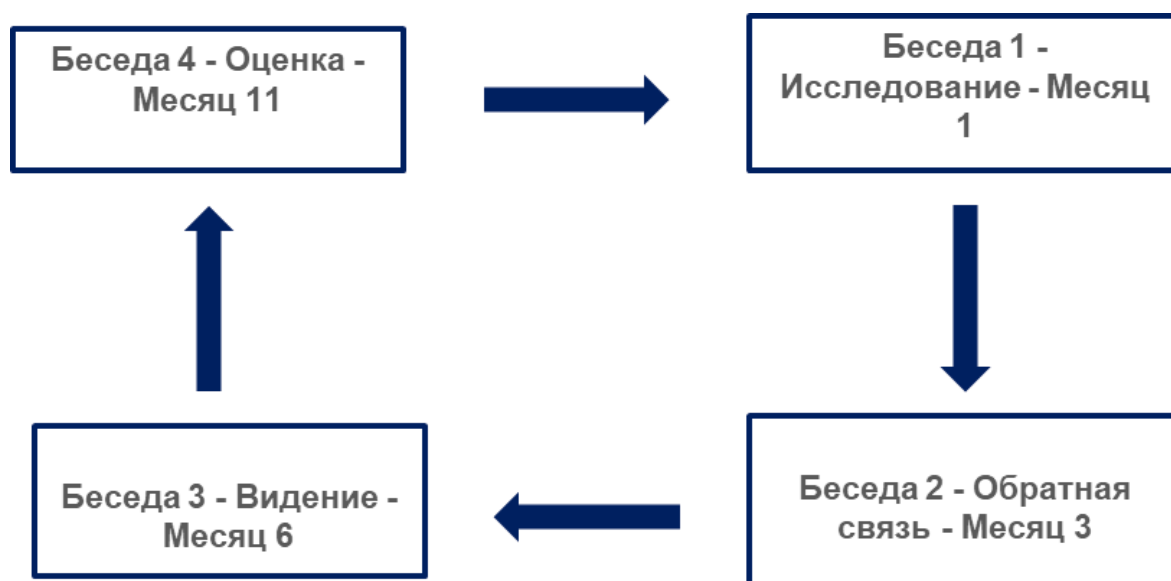 Беседа 4 - Оценка -
Месяц 11
Беседа 1 -
Исследование - Месяц
1
Беседа 3 - Видение -
Месяц 6
Беседа 2 - Обратная
связь - Месяц 3